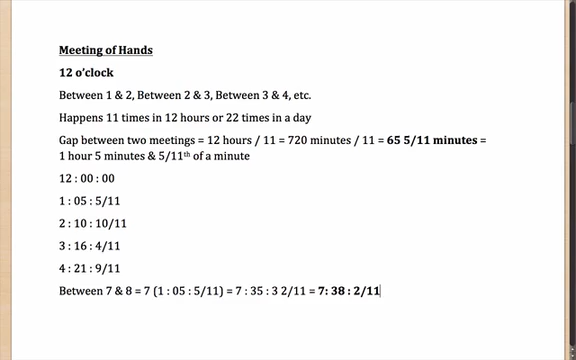 Meeting of Hands
12 o'clock
Between 1 & 2, Between 2 & 3, Between 3 & 4, etc.
Happens 11 times in 12 hours or 22 times in a day
Gap between two meetings = 12 hours / 11 = 720 minutes / 11 = 65 5/11 minutes =
1 hour 5 minutes & 5/11th of a minute
12 : 00 : 00
1 : 05 : 5/11
2 : 10 : 10/11
3 : 16 : 4/11
4 : 21 : 9/11
Between 7 & 8 = 7 (1 : 05 : 5/11) = 7 : 35 : 3 2/11 = 7: 38 : 2/11